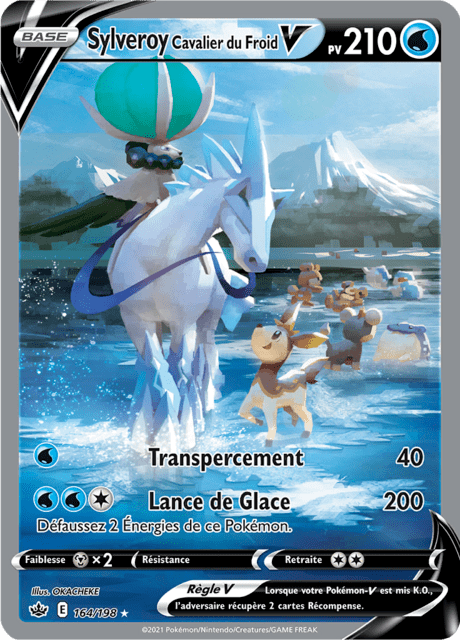 BASE
Sylveroy Cavalier du Froid V PV 210
Transpercement 40
Lance de Glace 200
Défaussez 2 Énergies de ce Pokémon.
Faiblesse ×2 Résistance Retraite
Illus. OKACHEKE
E 164/198 ★
Règle V
Lorsque votre Pokémon-V est mis K.O.,
l'adversaire récupère 2 cartes Récompense.
©2021 Pokémon/Nintendo/Creatures/GAME FREAK